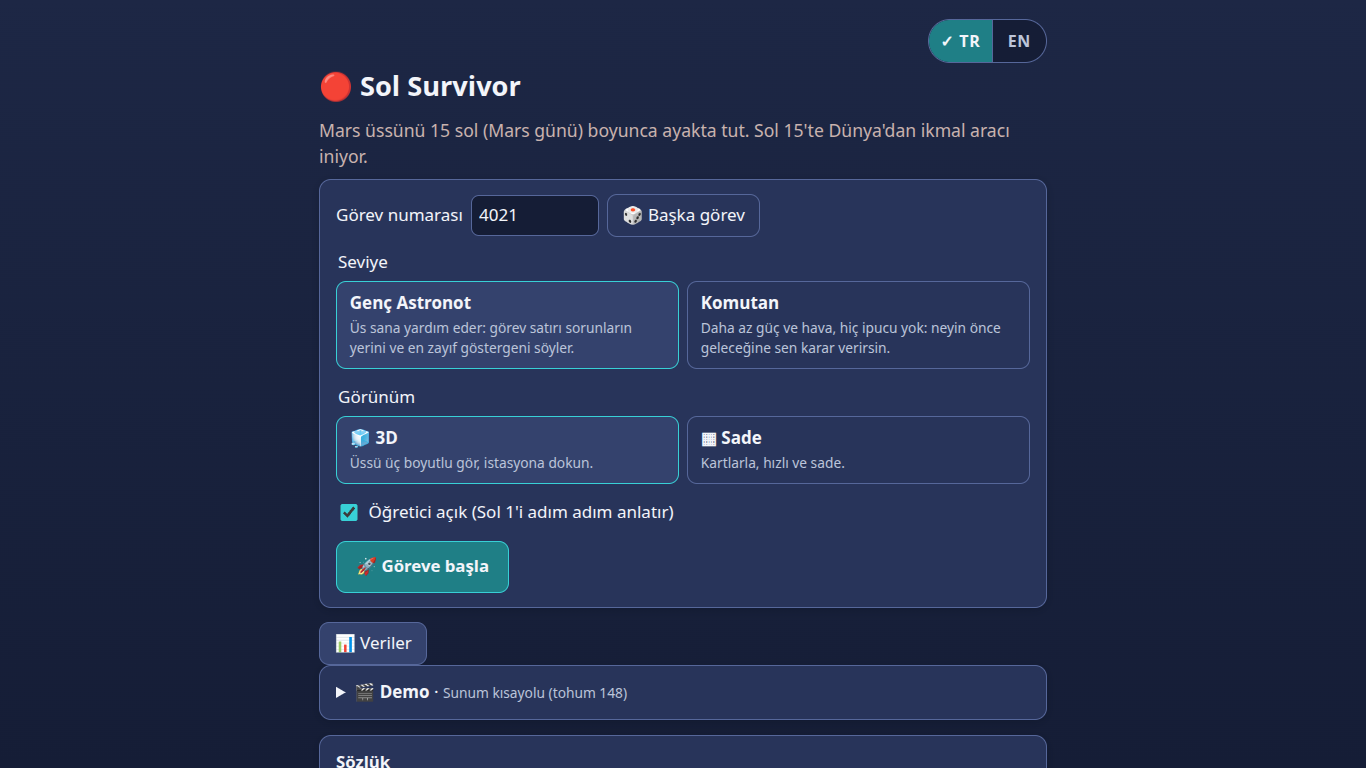 ✓ TR EN
🔴 Sol Survivor
Mars üssünü 15 sol (Mars günü) boyunca ayakta tut. Sol 15'te Dünya'dan ikmal aracı
iniyor.
Görev numarası 4021 🎲 Başka görev
Seviye
Genç Astronot
Üs sana yardım eder: görev satırı sorunların
yerini ve en zayıf göstergeni söyler.
Komutan
Daha az güç ve hava, hiç ipucu yok: neyin önce
geleceğine sen karar verirsin.
Görünüm
🧊 3D
Üssü üç boyutlu gör, istasyona dokun.
▦ Sade
Kartlarla, hızlı ve sade.
Öğretici açık (Sol 1'i adım adım anlatır)
🚀 Göreve başla
📊 Veriler
▶ 🎬 Demo · Sunum kısayolu (tohum 148)
Sözlük